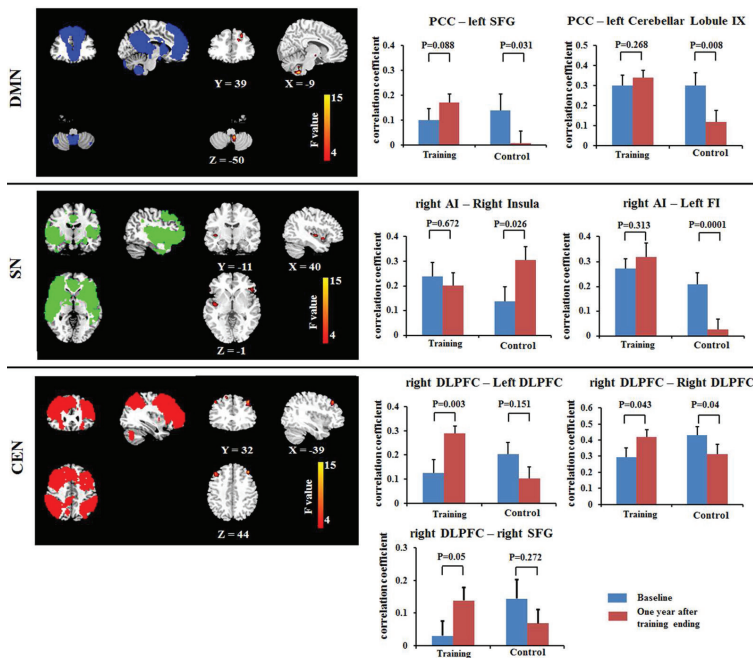 DMN
Y = 39
X = -9
Z = -50
15
F value
4
PCC – left SFG
P=0.088
P=0.031
correlation coefficient
0.4
0.3
0.2
0.1
0
Training
Control
PCC – left Cerebellar Lobule IX
P=0.268
P=0.008
correlation coefficient
0.4
0.3
0.2
0.1
0
Training
Control
SN
Y = -11
X = 40
Z = -1
15
F value
4
right AI – Right Insula
P=0.672
P=0.026
correlation coefficient
0.4
0.3
0.2
0.1
0
Training
Control
right AI – Left FI
P=0.313
P=0.0001
correlation coefficient
0.4
0.3
0.2
0.1
0
Training
Control
CEN
Y = 32
X = -39
Z = 44
15
F value
4
right DLPFC – Left DLPFC
P=0.003
P=0.151
correlation coefficient
0.4
0.3
0.2
0.1
0
Training
Control
right DLPFC – Right DLPFC
P=0.043
P=0.04
correlation coefficient
0.6
0.5
0.4
0.3
0.2
0.1
0
Training
Control
right DLPFC – right SFG
P=0.05
P=0.272
correlation coefficient
0.3
0.2
0.1
0
Training
Control
Baseline
One year after
training ending